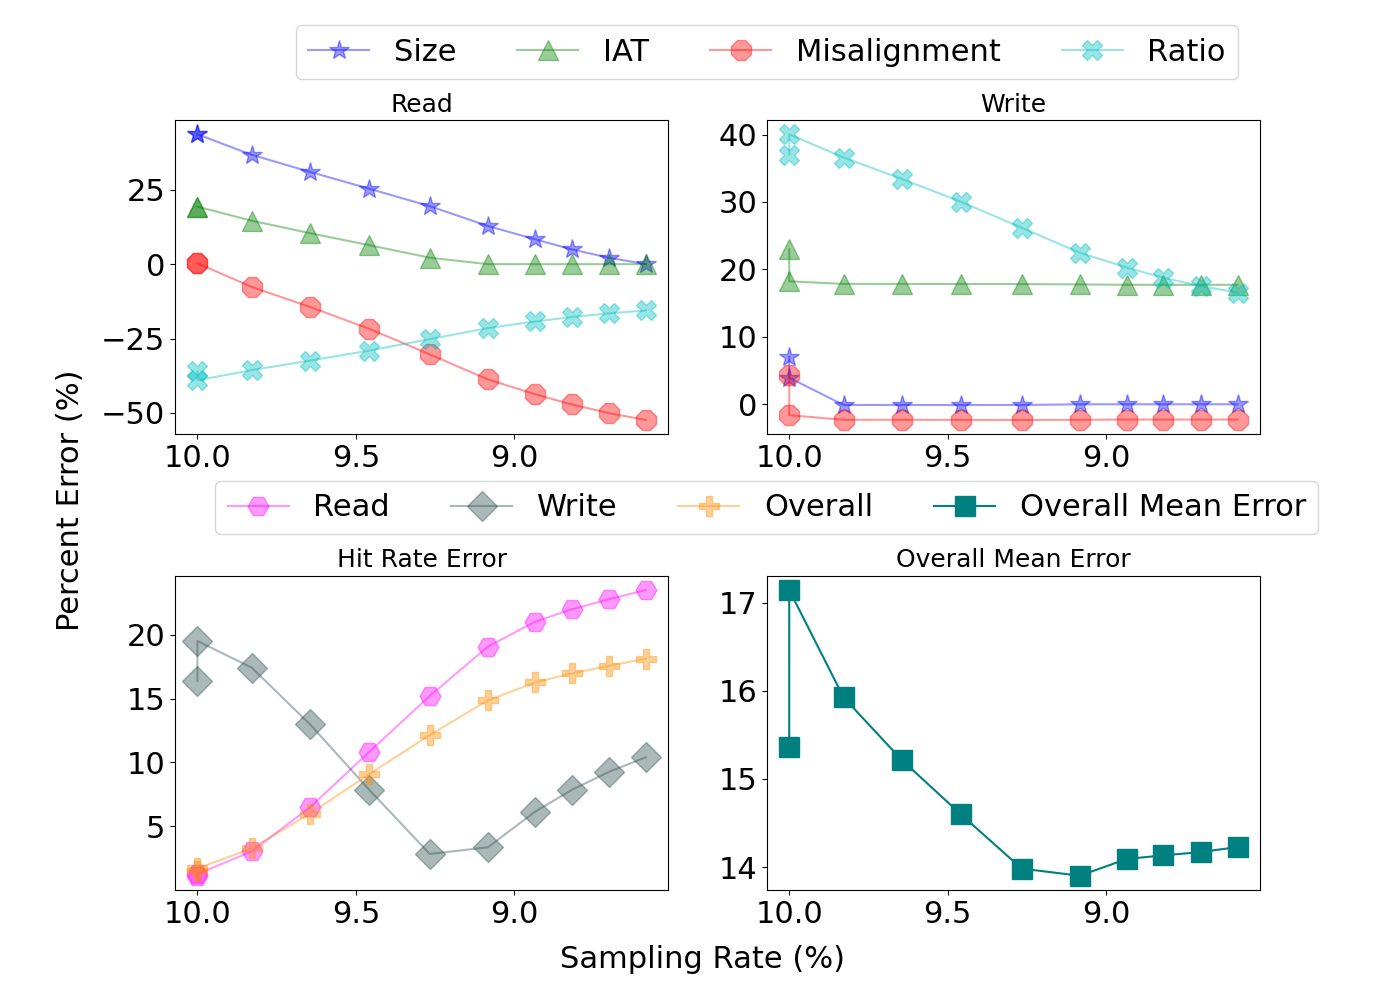 Size IAT Misalignment Ratio
Read Write
25
0
−25
−50
10.0 9.5 9.0
40
30
20
10
0
10.0 9.5 9.0
Percent Error (%)
Read Write Overall Overall Mean Error
Hit Rate Error Overall Mean Error
20
15
10
5
10.0 9.5 9.0
17
16
15
14
10.0 9.5 9.0
Sampling Rate (%)